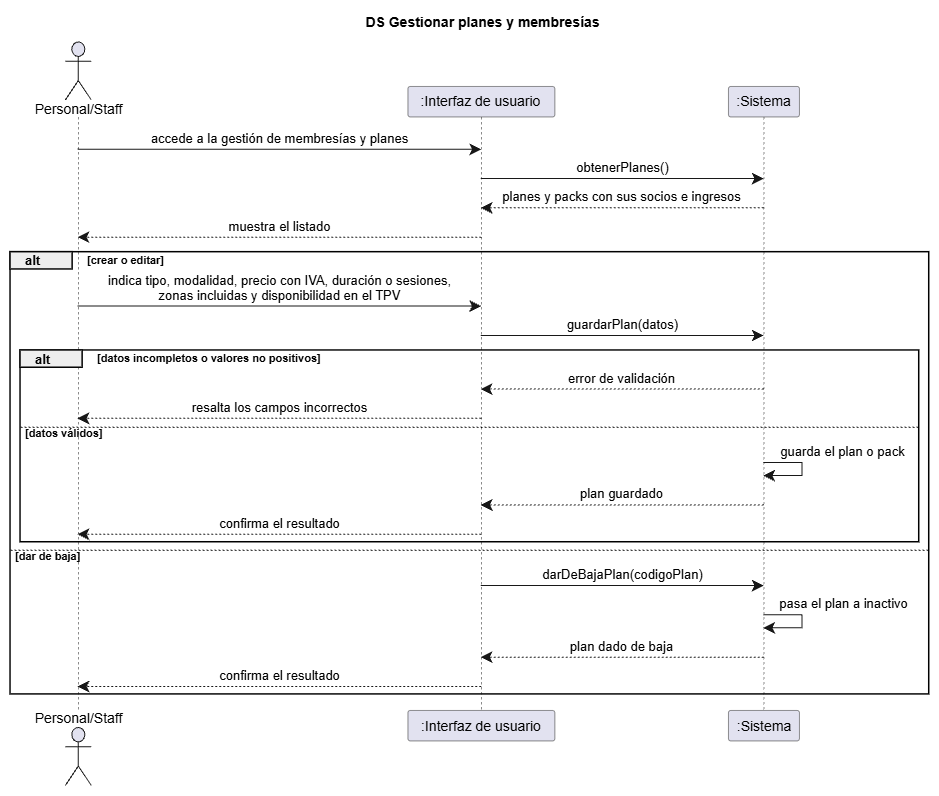 DS Gestionar planes y membresías
Personal/Staff
:Interfaz de usuario
:Sistema
accede a la gestión de membresías y planes
obtenerPlanes()
planes y packs con sus socios e ingresos
muestra el listado
alt
[crear o editar]
indica tipo, modalidad, precio con IVA, duración o sesiones,
zonas incluidas y disponibilidad en el TPV
guardarPlan(datos)
alt
[datos incompletos o valores no positivos]
error de validación
resalta los campos incorrectos
[datos válidos]
guarda el plan o pack
plan guardado
confirma el resultado
[dar de baja]
darDeBajaPlan(codigoPlan)
pasa el plan a inactivo
plan dado de baja
confirma el resultado
Personal/Staff
:Interfaz de usuario
:Sistema